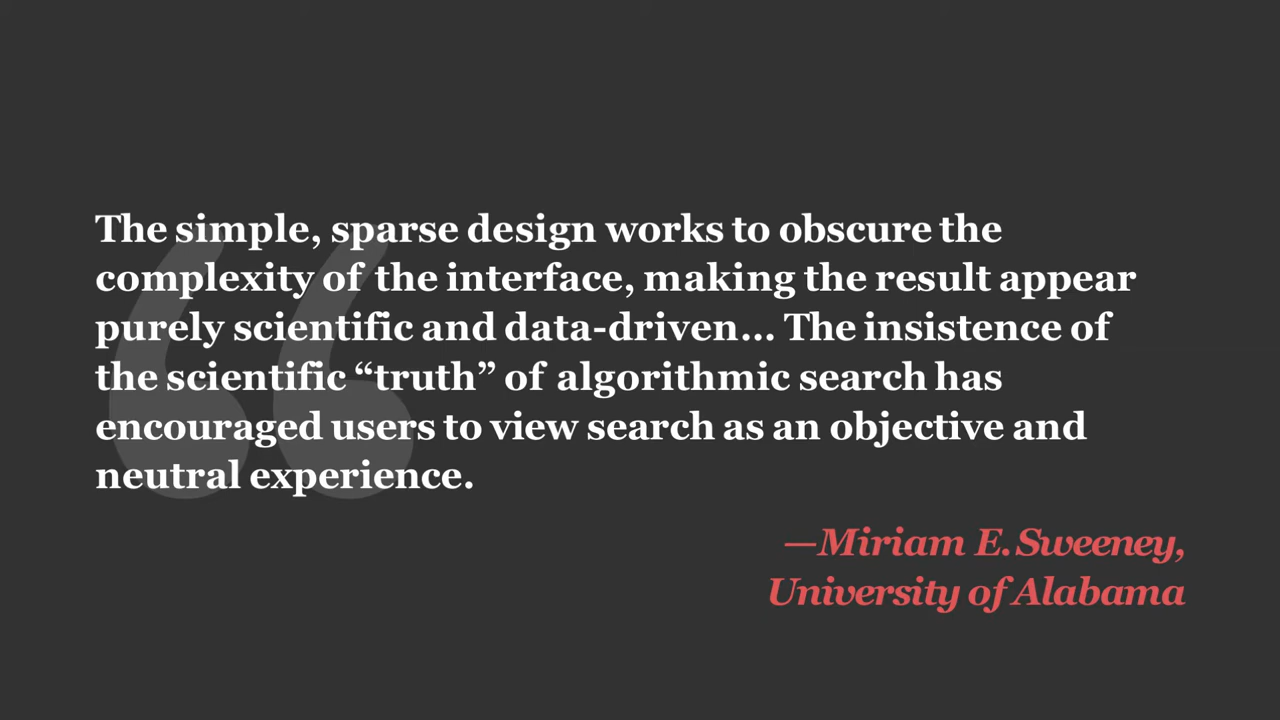 The simple, sparse design works to obscure the
complexity of the interface, making the result appear
purely scientific and data-driven... The insistence of
the scientific “truth” of algorithmic search has
encouraged users to view search as an objective and
neutral experience.
—Miriam E. Sweeney,
University of Alabama